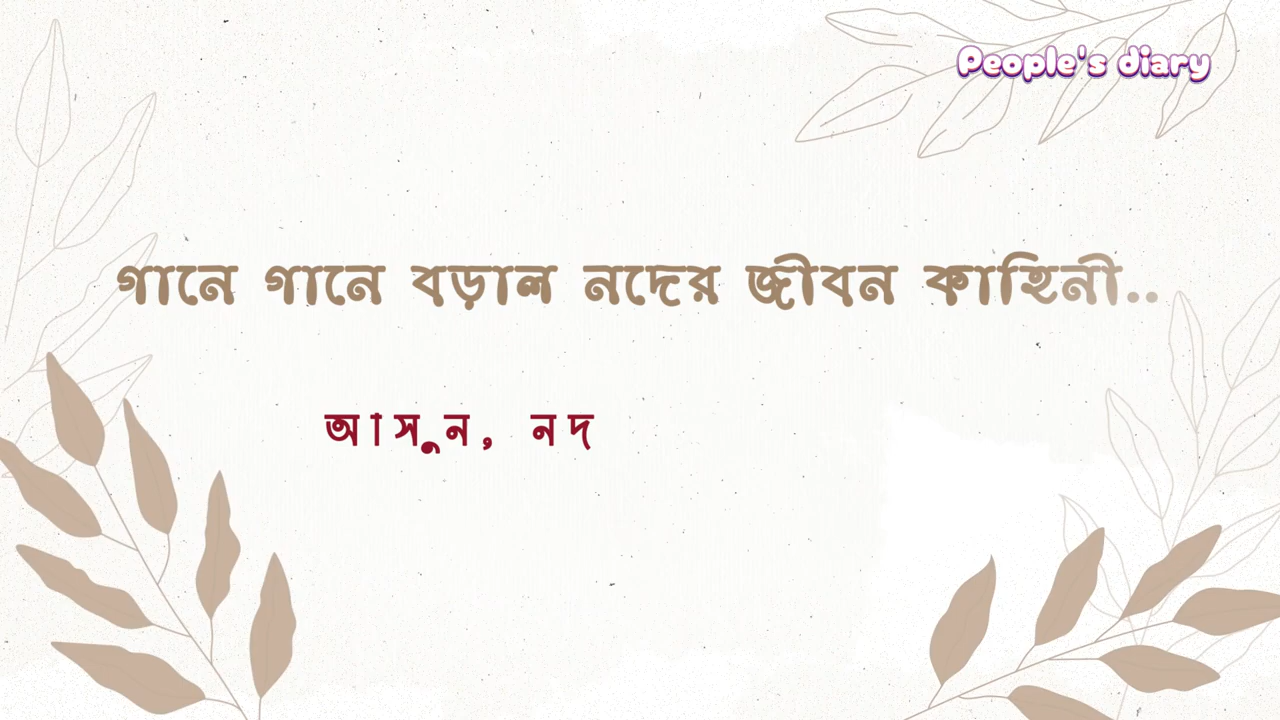 People's diary
গানে গানে বড়াল নদের জীবন কাহিনী..
আসুন, নদ